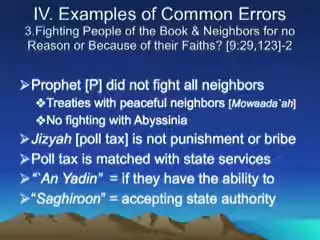 IV. Examples of Common Errors
3.Fighting People of the Book & Neighbors for no
Reason or Because of their Faiths? [9:29,123]-2
➢Prophet [P] did not fight all neighbors
❖Treaties with peaceful neighbors [Mowaada`ah]
❖No fighting with Abyssinia
➢Jizyah [poll tax] is not punishment or bribe
➢Poll tax is matched with state services
➢"`An Yadin" = if they have the ability to
➢"Saghiroon" = accepting state authority